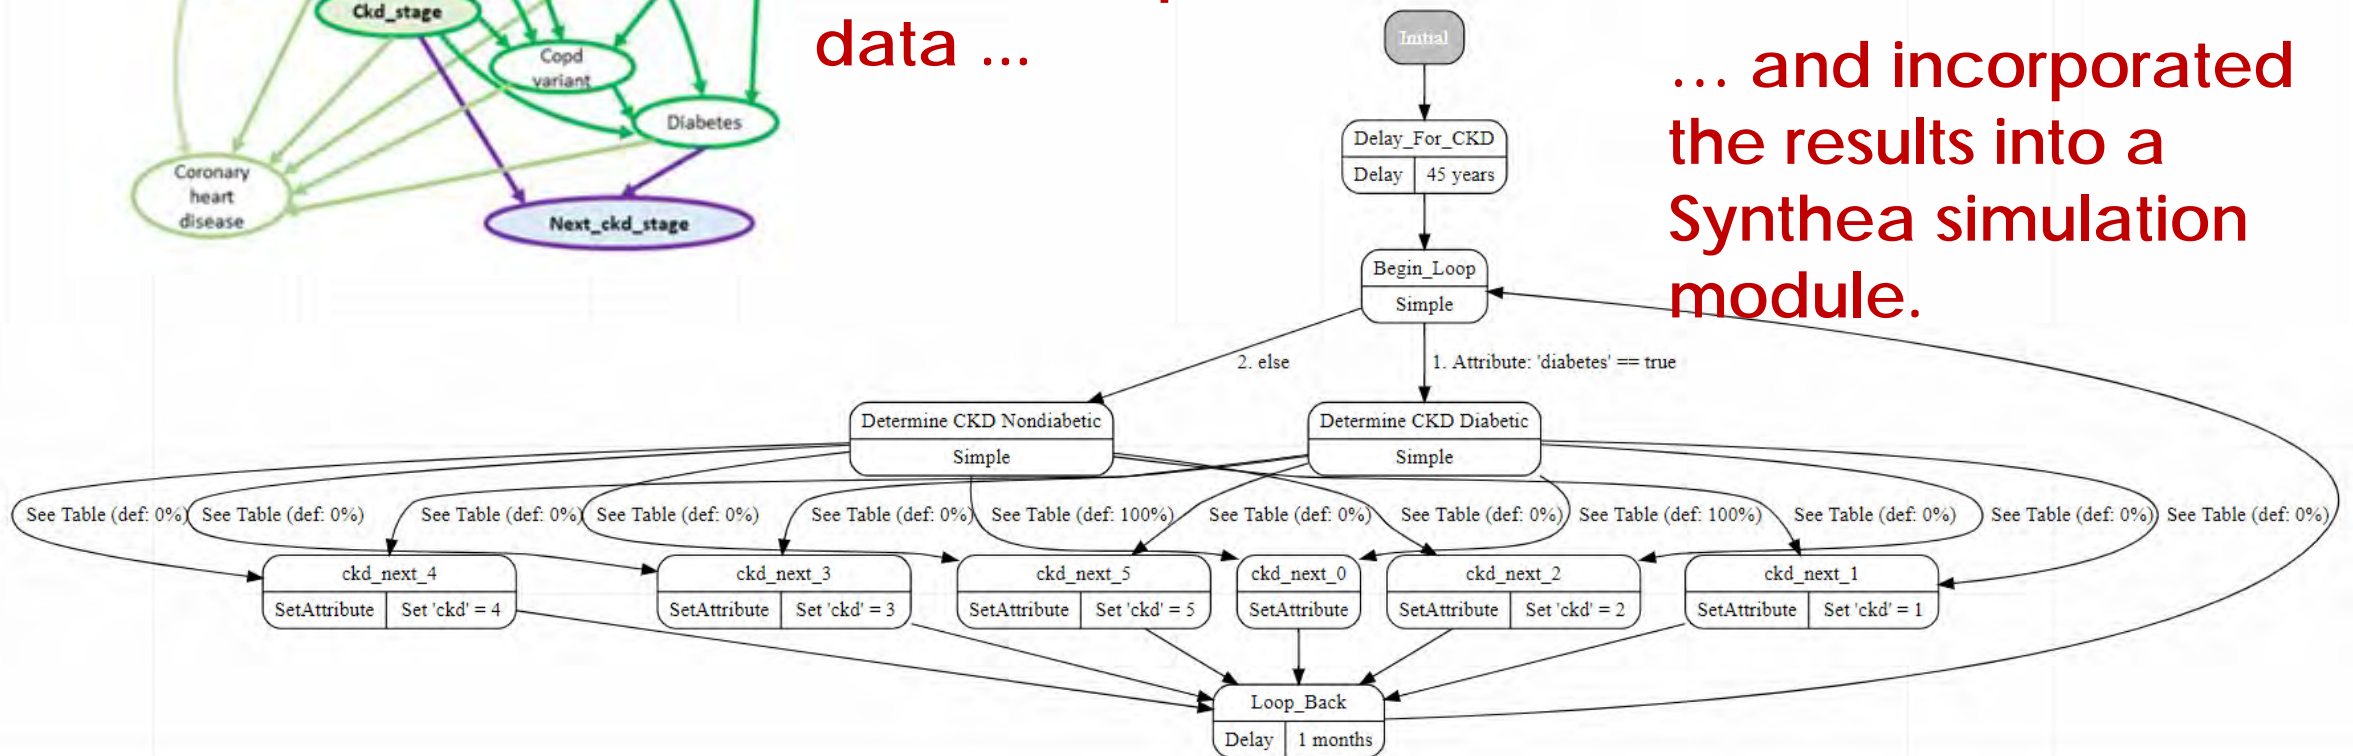 Ckd_stage
Copd
variant
Diabetes
Coronary
heart
disease
Next_ckd_stage
data ...
... and incorporated
the results into a
Synthea simulation
module.
Initial
Delay_For_CKD
Delay 45 years
Begin_Loop
Simple
2. else
1. Attribute: 'diabetes' == true
Determine CKD Nondiabetic
Simple
Determine CKD Diabetic
Simple
See Table (def: 0%)
See Table (def: 0%)
See Table (def: 0%)
See Table (def: 0%)
See Table (def: 0%)
See Table (def: 100%)
See Table (def: 0%)
See Table (def: 0%)
See Table (def: 100%)
See Table (def: 0%)
See Table (def: 0%)
See Table (def: 0%)
ckd_next_4
SetAttribute Set 'ckd' = 4
ckd_next_3
SetAttribute Set 'ckd' = 3
ckd_next_5
SetAttribute Set 'ckd' = 5
ckd_next_0
SetAttribute
ckd_next_2
SetAttribute Set 'ckd' = 2
ckd_next_1
SetAttribute Set 'ckd' = 1
Loop_Back
Delay 1 months